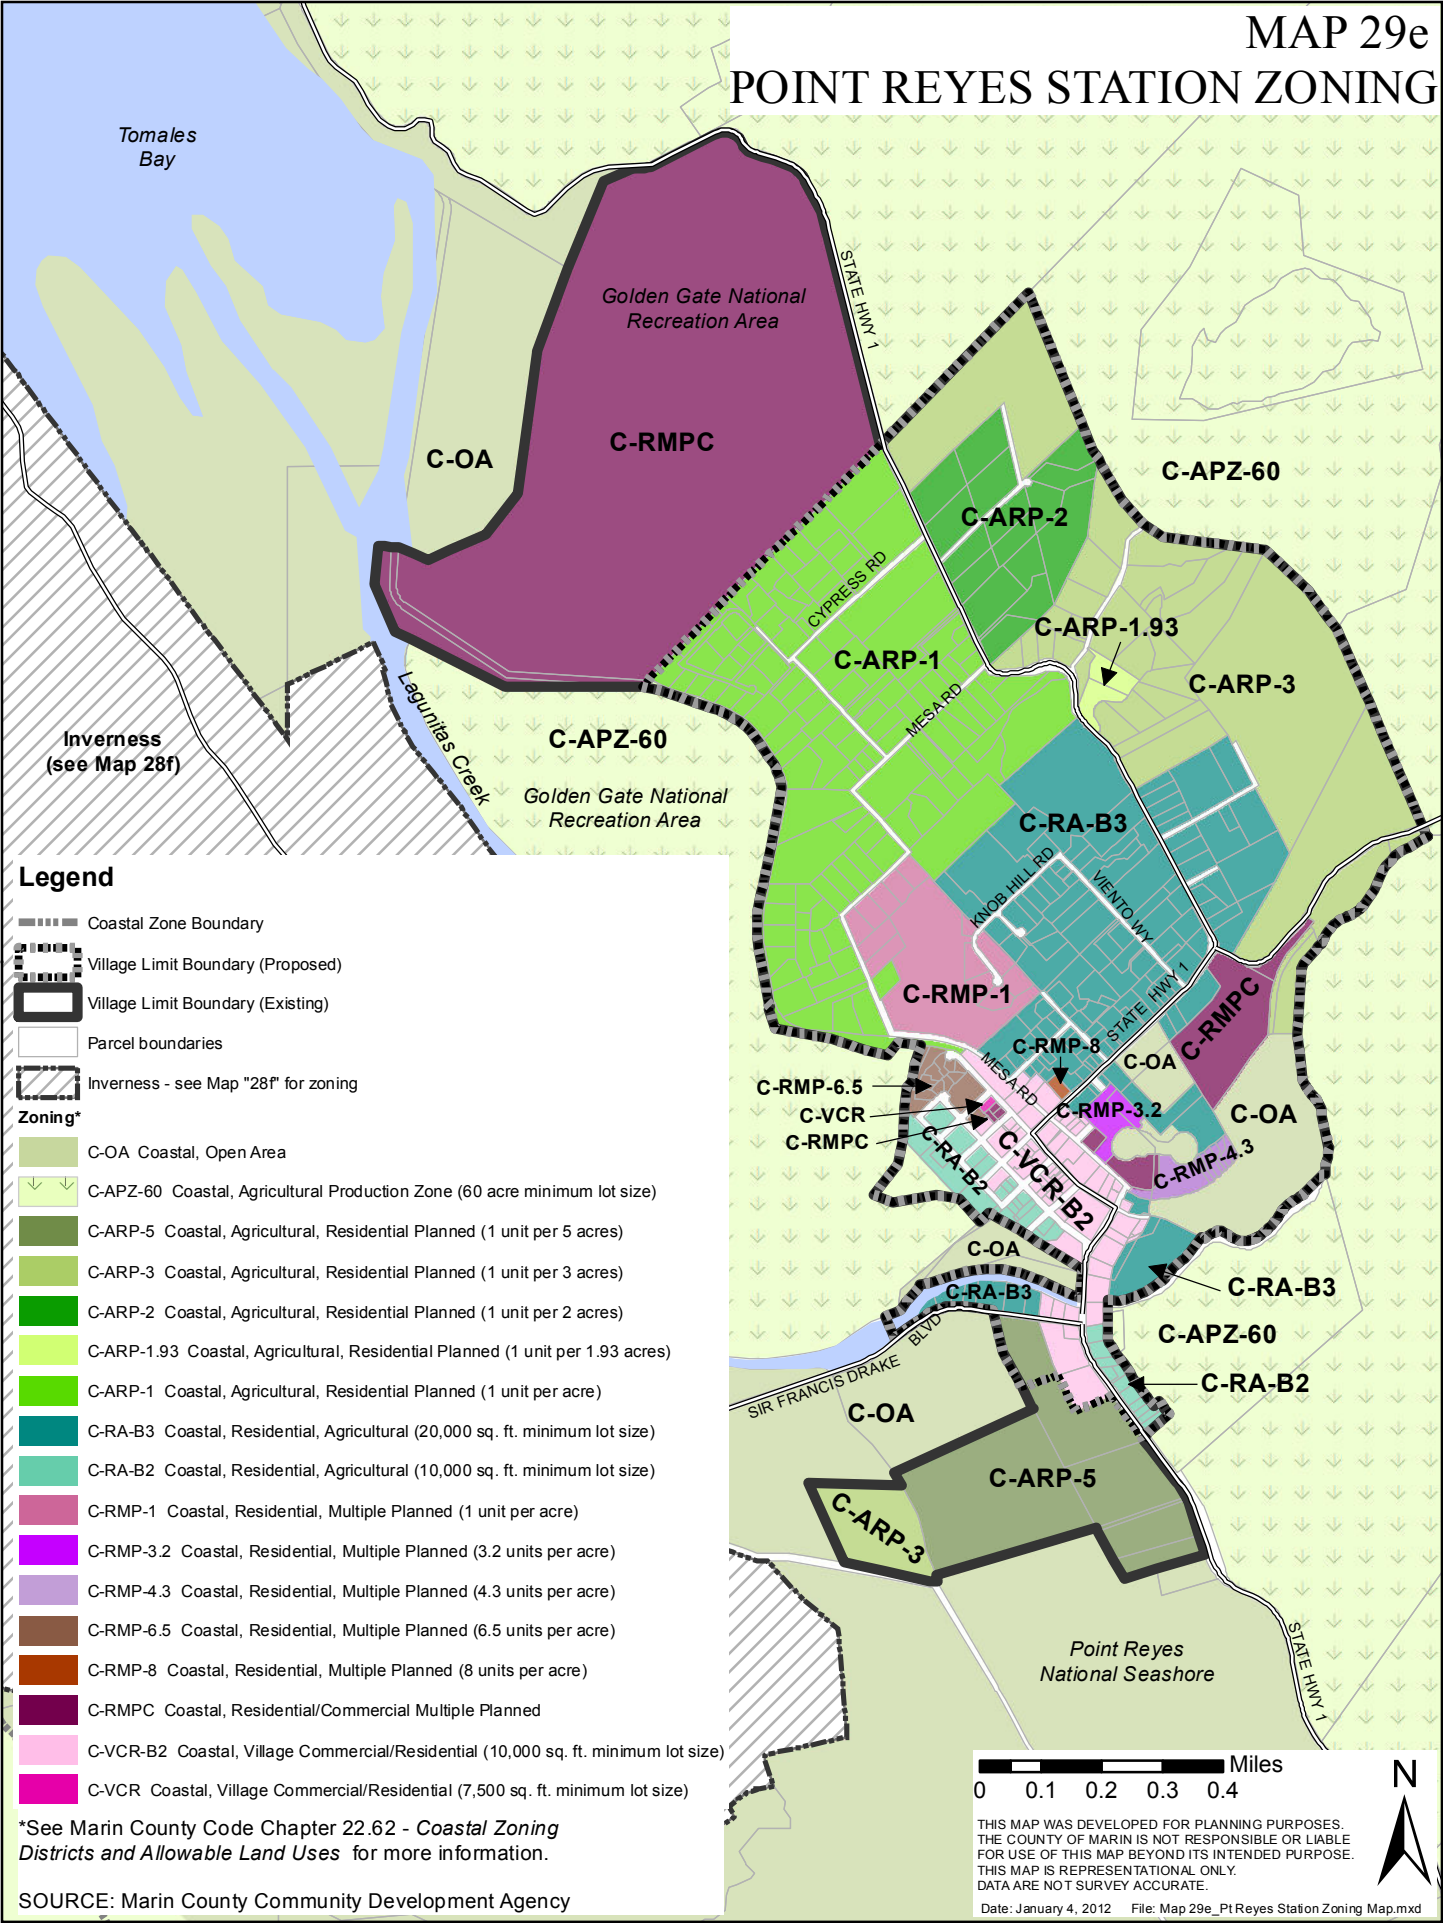 MAP 29e
POINT REYES STATION ZONING
Tomales
Bay
Golden Gate National
Recreation Area
STATE HWY 1
C-RMPC
C-OA
C-APZ-60
C-ARP-2
CYPRESS RD
C-ARP-1.93
C-ARP-1
C-ARP-3
MESA RD
Lagunitas Creek
Inverness
(see Map 28f)
C-APZ-60
Golden Gate National
Recreation Area
C-RA-B3
KNOB HILL RD
VIENTO WY
C-RMP-1
STATE HWY 1
C-RMPC
C-RMP-8
C-OA
MESA RD
C-RMP-6.5
C-VCR
C-RMPC
C-RMP-3.2
C-OA
C-RA-B2
C-VCR-B2
C-RMP-4.3
C-OA
C-RA-B3
C-RA-B3
C-APZ-60
SIR FRANCIS DRAKE BLVD
C-RA-B2
C-OA
C-ARP-5
C-ARP-3
Point Reyes
National Seashore
STATE HWY 1
Legend
Coastal Zone Boundary
Village Limit Boundary (Proposed)
Village Limit Boundary (Existing)
Parcel boundaries
Inverness - see Map "28f" for zoning
Zoning*
C-OA Coastal, Open Area
C-APZ-60 Coastal, Agricultural Production Zone (60 acre minimum lot size)
C-ARP-5 Coastal, Agricultural, Residential Planned (1 unit per 5 acres)
C-ARP-3 Coastal, Agricultural, Residential Planned (1 unit per 3 acres)
C-ARP-2 Coastal, Agricultural, Residential Planned (1 unit per 2 acres)
C-ARP-1.93 Coastal, Agricultural, Residential Planned (1 unit per 1.93 acres)
C-ARP-1 Coastal, Agricultural, Residential Planned (1 unit per acre)
C-RA-B3 Coastal, Residential, Agricultural (20,000 sq. ft. minimum lot size)
C-RA-B2 Coastal, Residential, Agricultural (10,000 sq. ft. minimum lot size)
C-RMP-1 Coastal, Residential, Multiple Planned (1 unit per acre)
C-RMP-3.2 Coastal, Residential, Multiple Planned (3.2 units per acre)
C-RMP-4.3 Coastal, Residential, Multiple Planned (4.3 units per acre)
C-RMP-6.5 Coastal, Residential, Multiple Planned (6.5 units per acre)
C-RMP-8 Coastal, Residential, Multiple Planned (8 units per acre)
C-RMPC Coastal, Residential/Commercial Multiple Planned
C-VCR-B2 Coastal, Village Commercial/Residential (10,000 sq. ft. minimum lot size)
C-VCR Coastal, Village Commercial/Residential (7,500 sq. ft. minimum lot size)
*See Marin County Code Chapter 22.62 - Coastal Zoning
Districts and Allowable Land Uses for more information.
SOURCE: Marin County Community Development Agency
Miles
0 0.1 0.2 0.3 0.4
N
THIS MAP WAS DEVELOPED FOR PLANNING PURPOSES.
THE COUNTY OF MARIN IS NOT RESPONSIBLE OR LIABLE
FOR USE OF THIS MAP BEYOND ITS INTENDED PURPOSE.
THIS MAP IS REPRESENTATIONAL ONLY.
DATA ARE NOT SURVEY ACCURATE.
Date: January 4, 2012 File: Map 29e_Pt Reyes Station Zoning Map.mxd